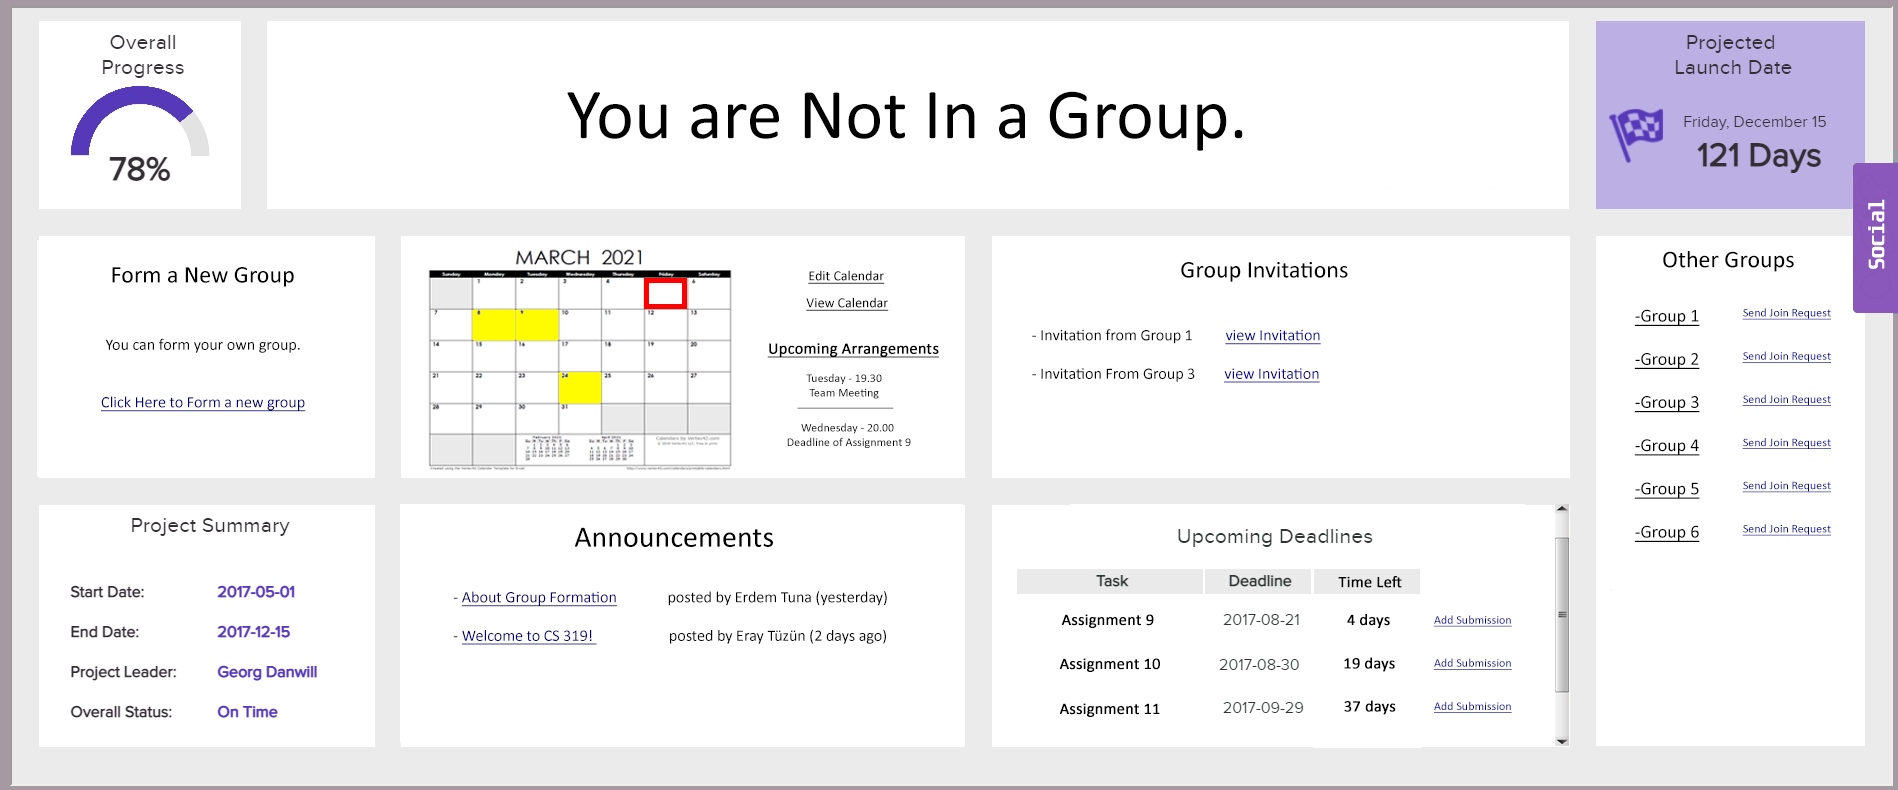 Overall
Progress
78%
You are Not In a Group.
Projected
Launch Date
Friday, December 15
121 Days
Social
Form a New Group
You can form your own group.
Click Here to Form a new group
MARCH 2021
Sunday Monday Tuesday Wednesday Thursday Friday Saturday
1 2 3 4 6
7 8 9 10 11 12 13
14 15 16 17 18 19 20
21 22 23 24 25 26 27
28 29 30 31
February 2021 April 2021
Calendars by Vertex42.com
Edit Calendar
View Calendar
Upcoming Arrangements
Tuesday - 19.30
Team Meeting
Wednesday - 20.00
Deadline of Assignment 9
Group Invitations
- Invitation from Group 1 view Invitation
- Invitation From Group 3 view Invitation
Other Groups
-Group 1 Send Join Request
-Group 2 Send Join Request
-Group 3 Send Join Request
-Group 4 Send Join Request
-Group 5 Send Join Request
-Group 6 Send Join Request
Project Summary
Start Date: 2017-05-01
End Date: 2017-12-15
Project Leader: Georg Danwill
Overall Status: On Time
Announcements
- About Group Formation posted by Erdem Tuna (yesterday)
- Welcome to CS 319! posted by Eray Tüzün (2 days ago)
Upcoming Deadlines
Task Deadline Time Left
Assignment 9 2017-08-21 4 days Add Submission
Assignment 10 2017-08-30 19 days Add Submission
Assignment 11 2017-09-29 37 days Add Submission